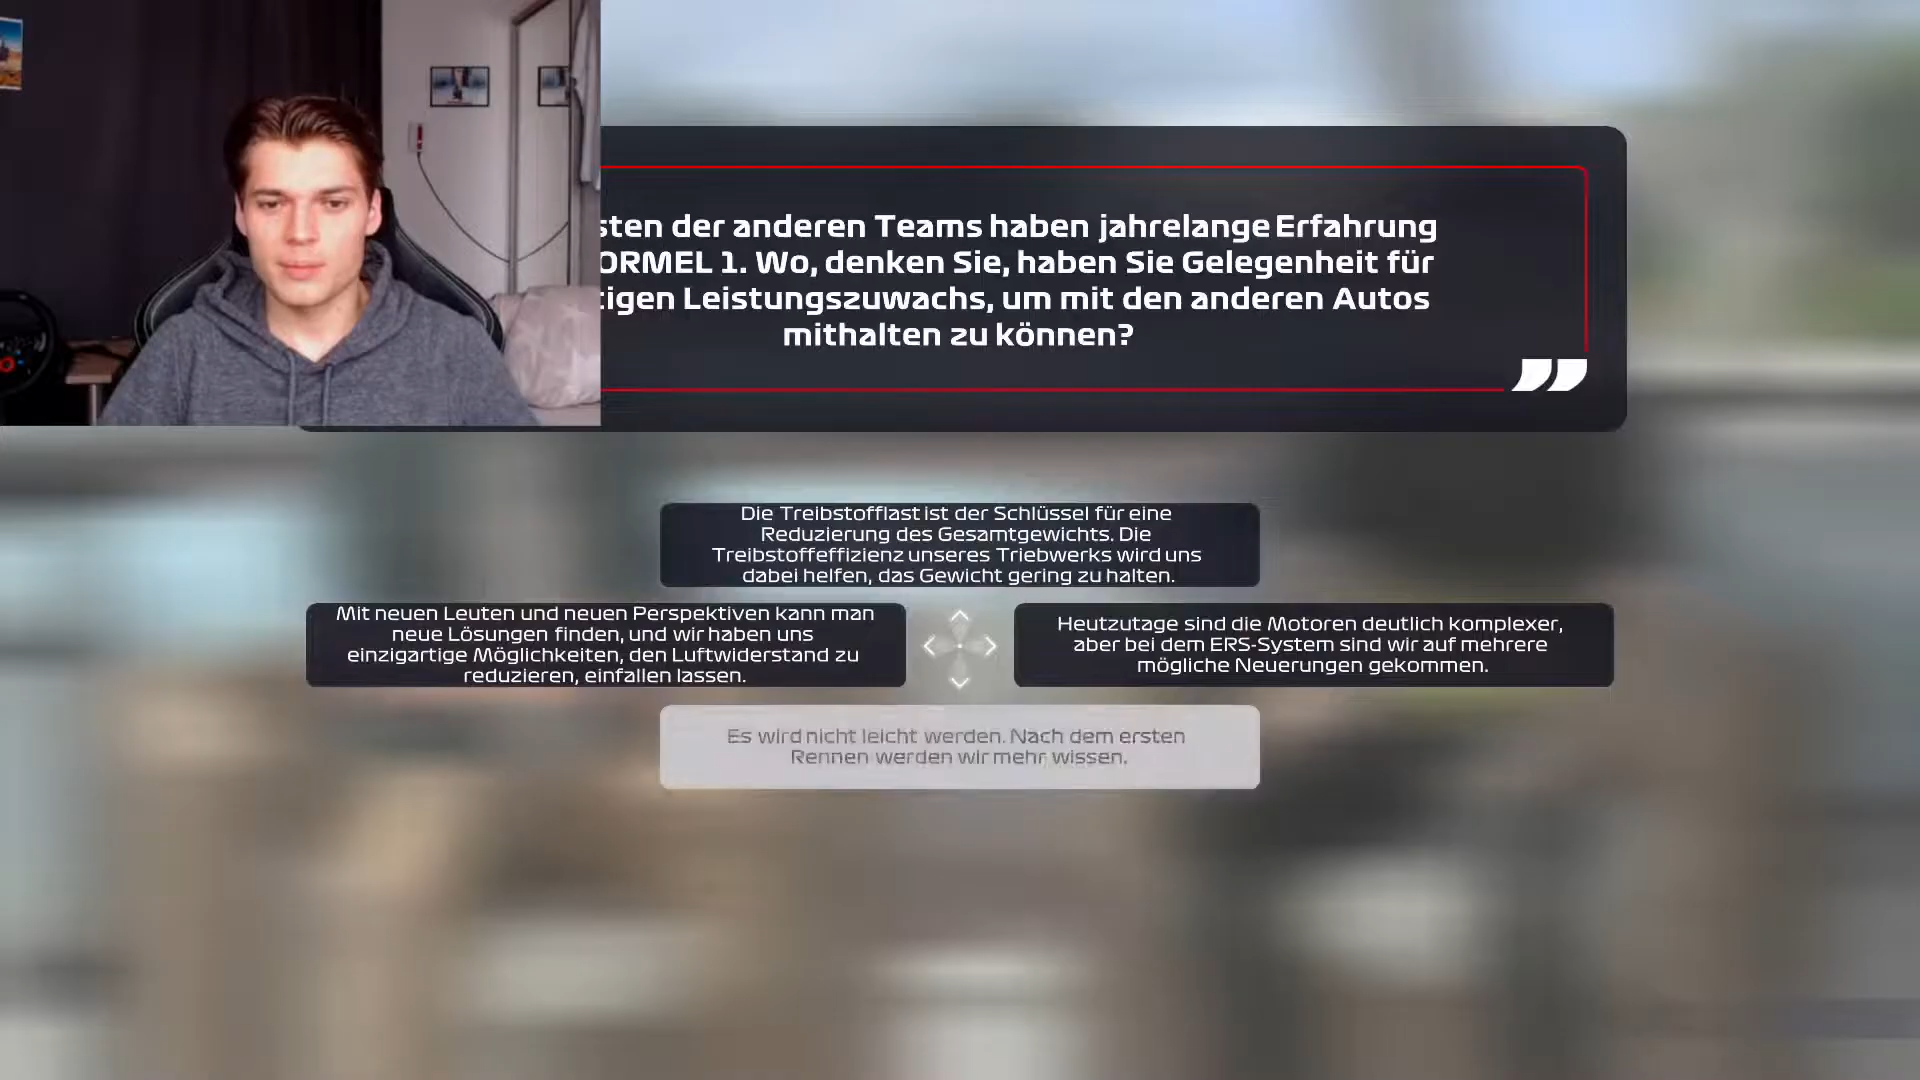 der anderen Teams haben jahrelange Erfahrung
1. Wo, denken Sie, haben Sie Gelegenheit für
Leistungszuwachs, um mit den anderen Autos
mithalten zu können?
Die Treibstofflast ist der Schlüssel für eine
Reduzierung des Gesamtgewichts. Die
Treibstoffeffizienz unseres Triebwerks wird uns
dabei helfen, das Gewicht gering zu halten.
Mit neuen Leuten und neuen Perspektiven kann man
neue Lösungen finden, und wir haben uns
einzigartige Möglichkeiten, den Luftwiderstand zu
reduzieren, einfallen lassen.
Heutzutage sind die Motoren deutlich komplexer,
aber bei dem ERS-System sind wir auf mehrere
mögliche Neuerungen gekommen.
Es wird nicht leicht werden. Nach dem ersten
Rennen werden wir mehr wissen.